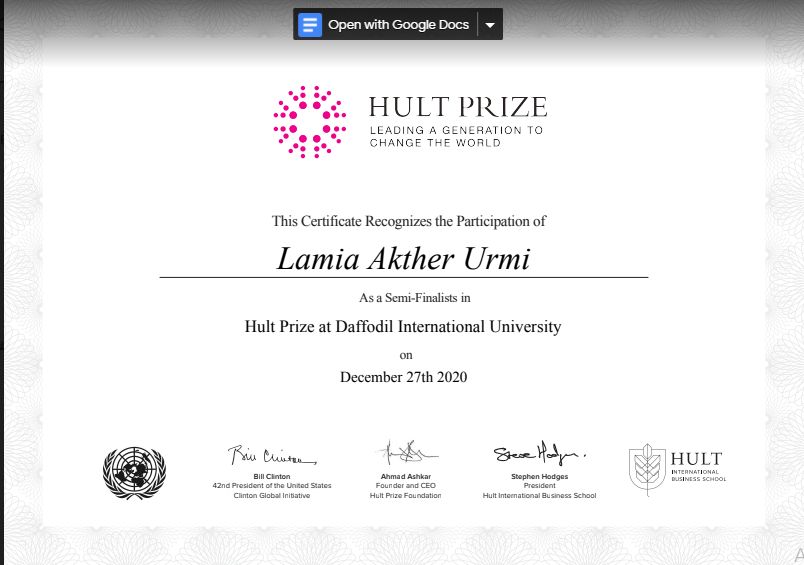 Open with Google Docs
HULT PRIZE
LEADING A GENERATION TO
CHANGE THE WORLD
This Certificate Recognizes the Participation of
Lamia Akther Urmi
As a Semi-Finalists in
Hult Prize at Daffodil International University
on
December 27th 2020
Bill Clinton
Bill Clinton
42nd President of the United States
Clinton Global Initiative
Ahmad Ashkar
Founder and CEO
Hult Prize Foundation
Steve Hodges
Stephen Hodges
President
Hult International Business School
HULT
INTERNATIONAL
BUSINESS SCHOOL